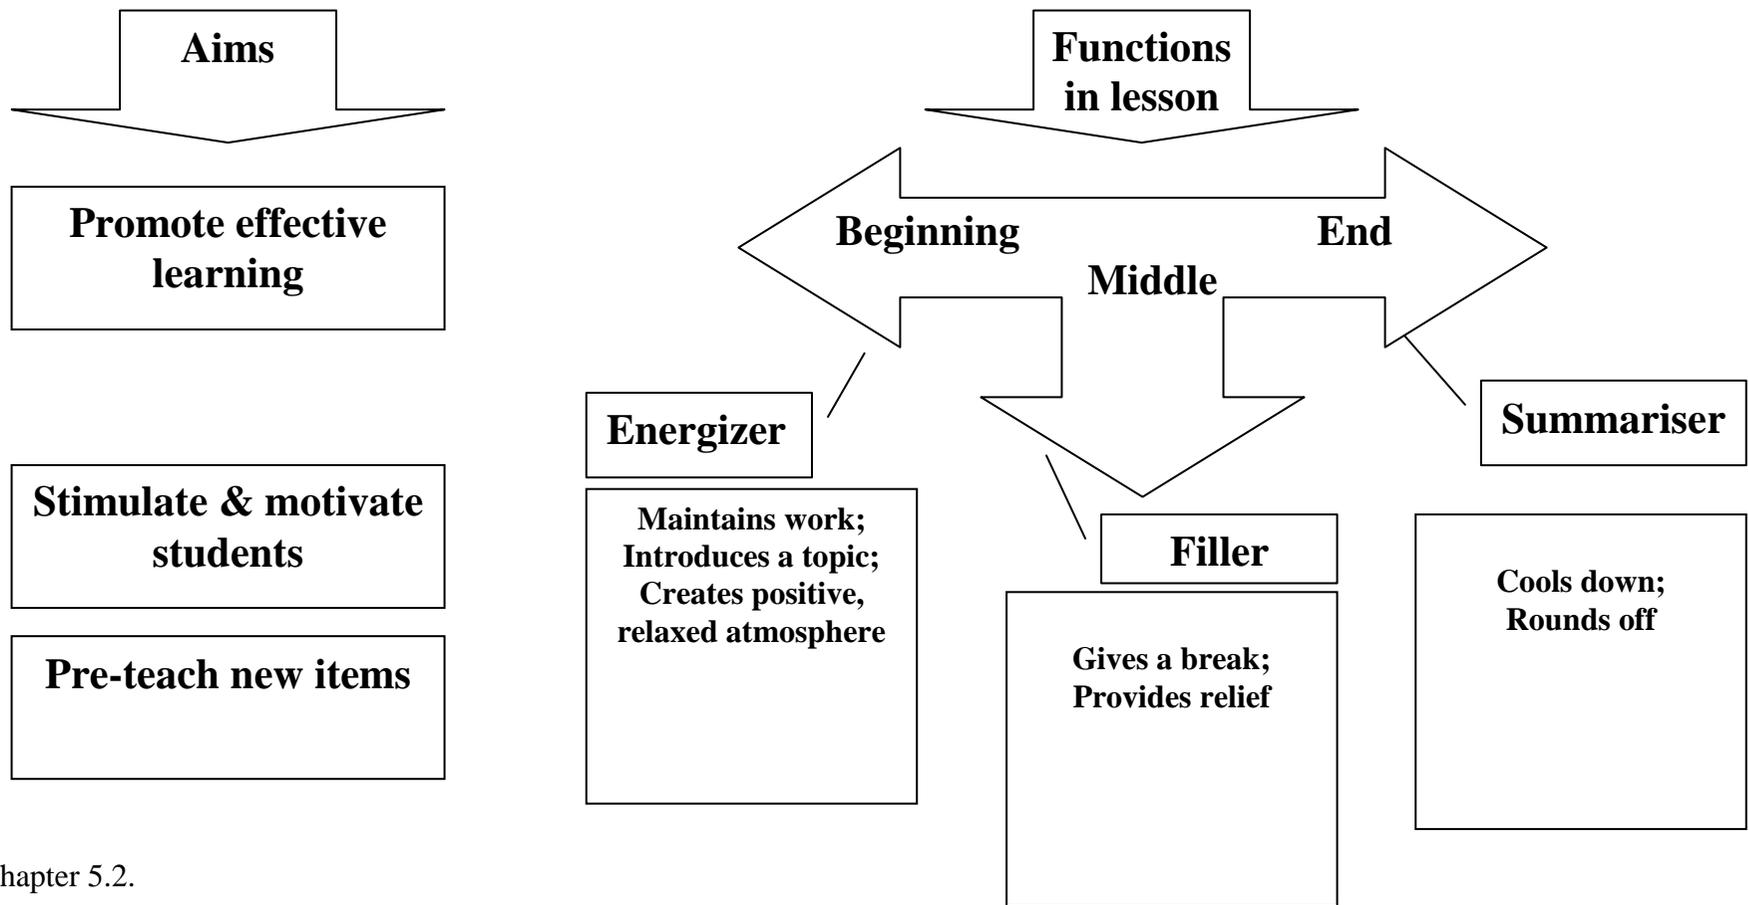 Aims
Promote effective
learning
Stimulate & motivate
students
Pre-teach new items
Functions
in lesson
Beginning
End
Middle
Energizer
Maintains work;
Introduces a topic;
Creates positive,
relaxed atmosphere
Filler
Gives a break;
Provides relief
Summariser
Cools down;
Rounds off
hapter 5.2.